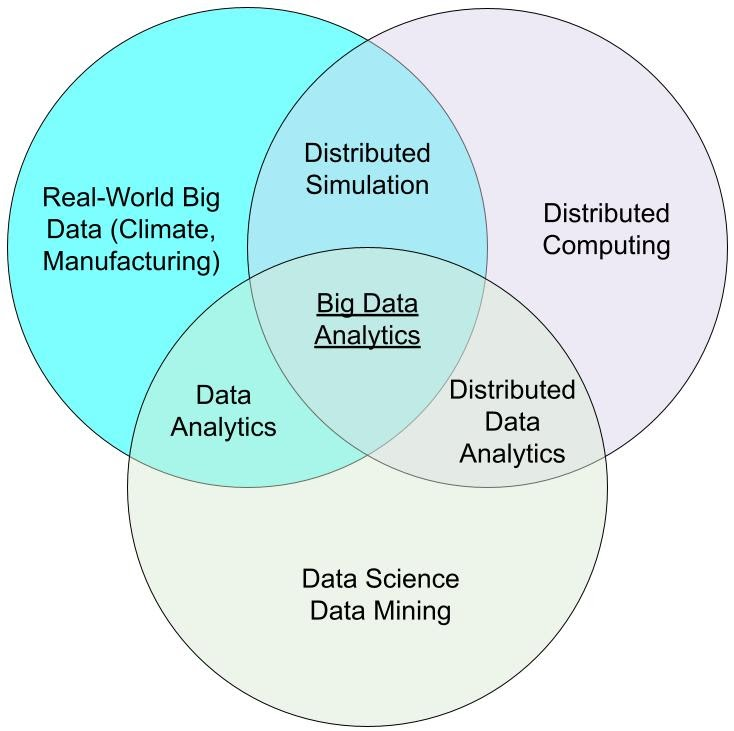 Distributed
Simulation
Real-World Big
Data (Climate,
Manufacturing)
Distributed
Computing
Big Data
Analytics
Data
Analytics
Distributed
Data
Analytics
Data Science
Data Mining